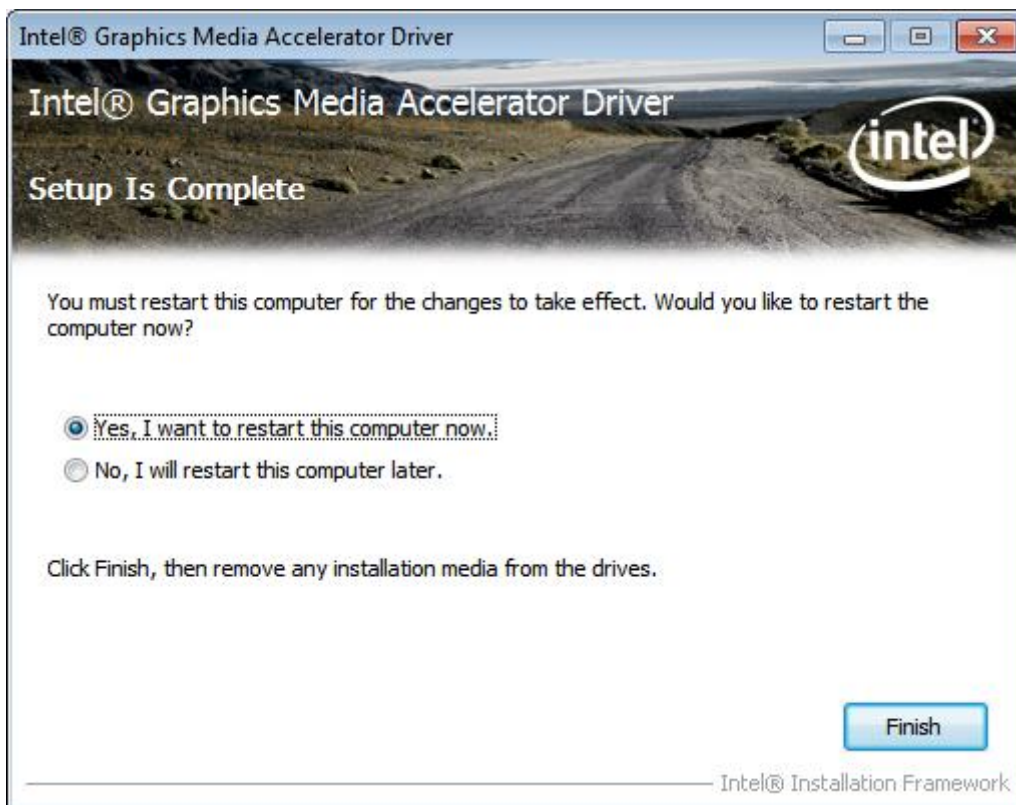 Intel® Graphics Media Accelerator Driver
Intel® Graphics Media Accelerator Driver
intel
Setup Is Complete
You must restart this computer for the changes to take effect. Would you like to restart the
computer now?
Yes, I want to restart this computer now.
No, I will restart this computer later.
Click Finish, then remove any installation media from the drives.
Finish
Intel® Installation Framework